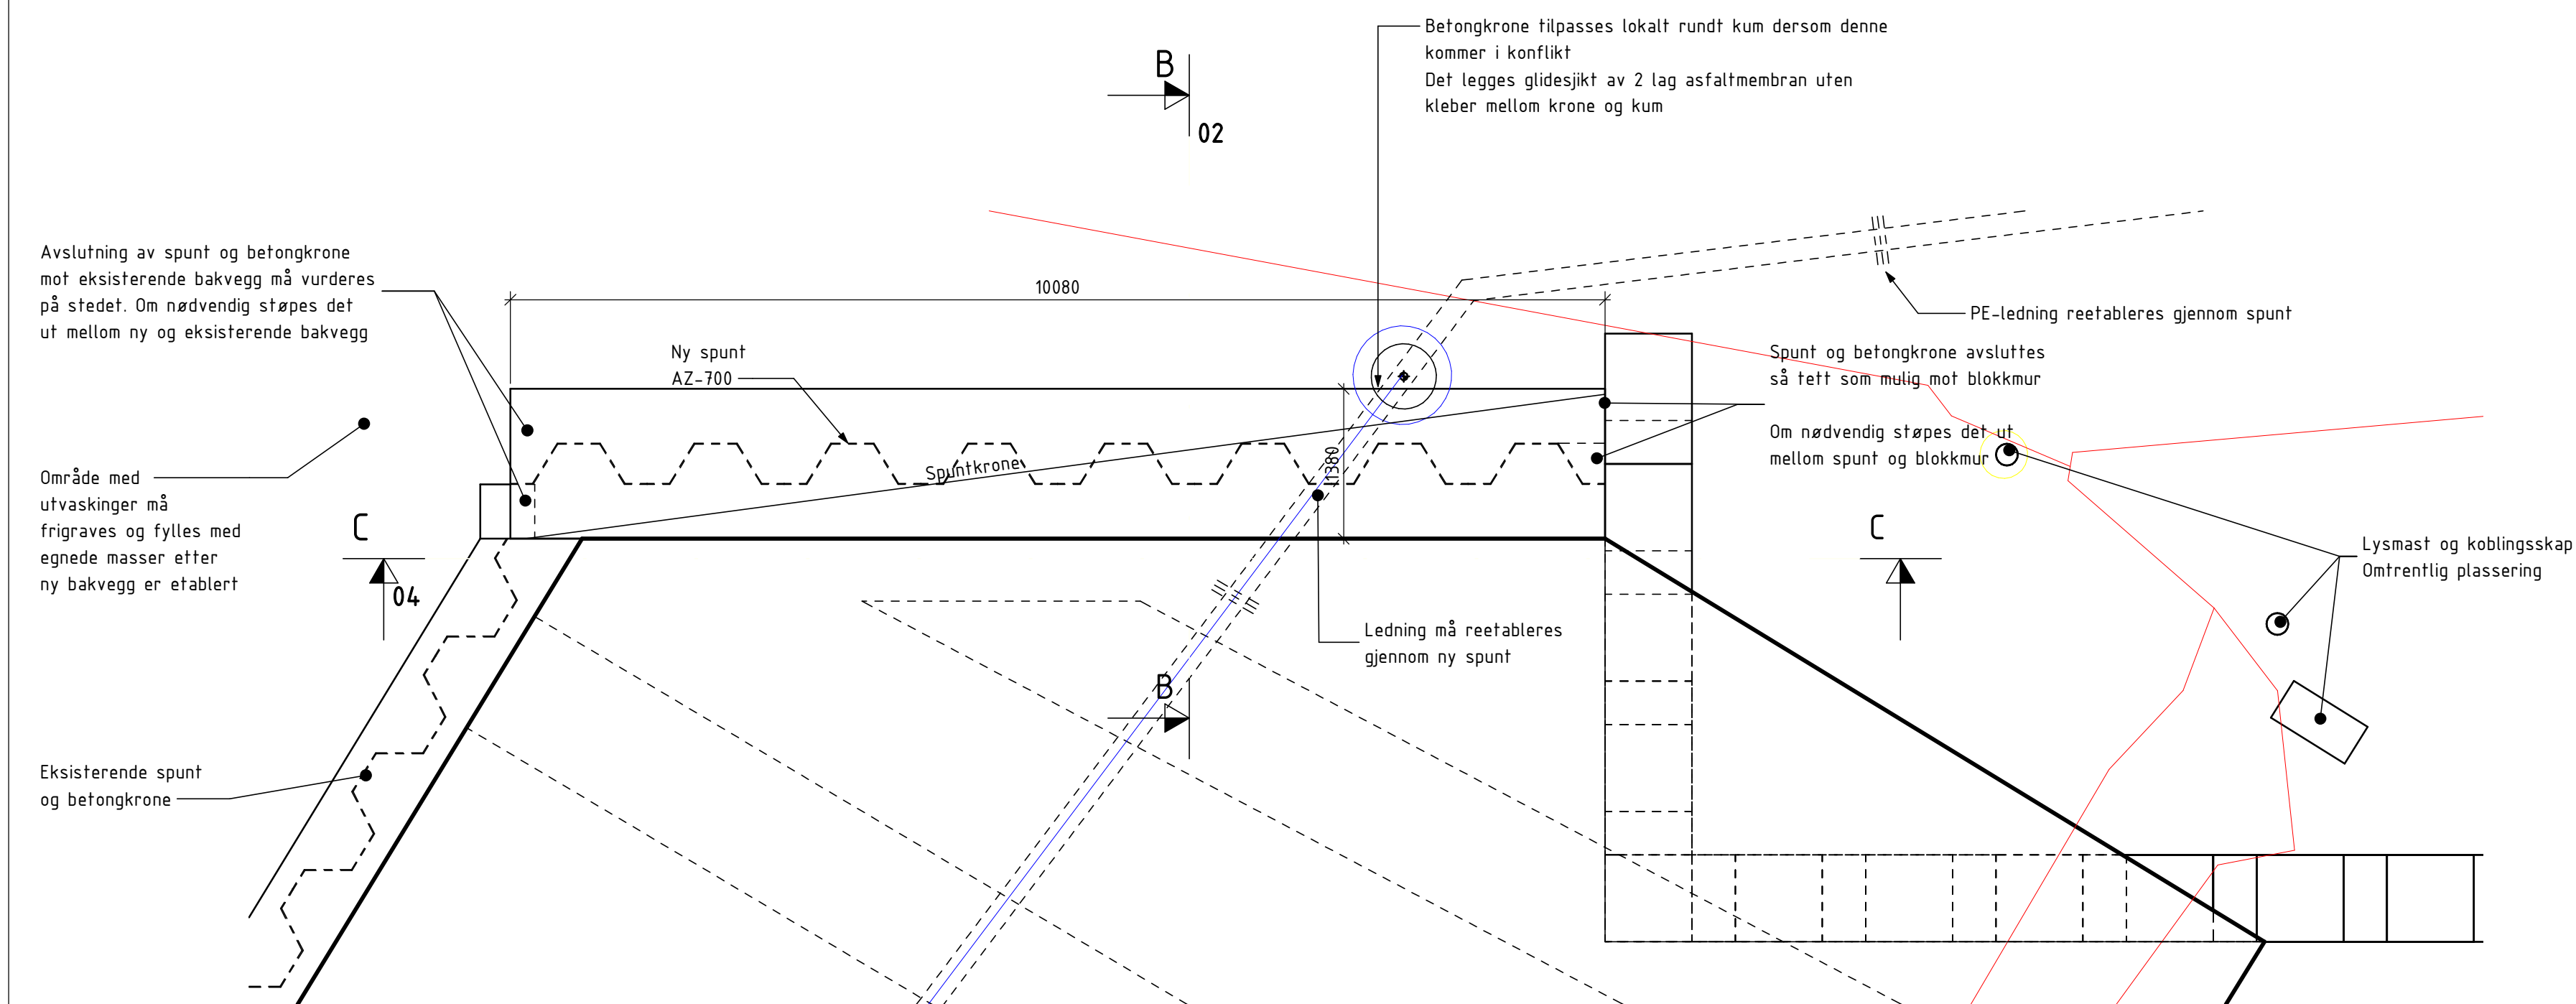 Betongkrone tilpasses lokalt rundt kum dersom denne
kommer i konflikt
Det legges glidesjikt av 2 lag asfaltmembran uten
kleber mellom krone og kum
B
02
Avslutning av spunt og betongkrone
mot eksisterende bakvegg må vurderes
på stedet. Om nødvendig støpes det
ut mellom ny og eksisterende bakvegg
10080
PE-ledning reetableres gjennom spunt
Ny spunt
AZ-700
Spunt og betongkrone avsluttes
så tett som mulig mot blokkmur
Om nødvendig støpes det ut
mellom spunt og blokkmur
1380
Spuntkrone
Område med
utvaskinger må
frigraves og fylles med
egnede masser etter
ny bakvegg er etablert
C
04
C
Lysmast og koblingsskap
Omtrentlig plassering
Ledning må reetableres
gjennom ny spunt
B
Eksisterende spunt
og betongkrone